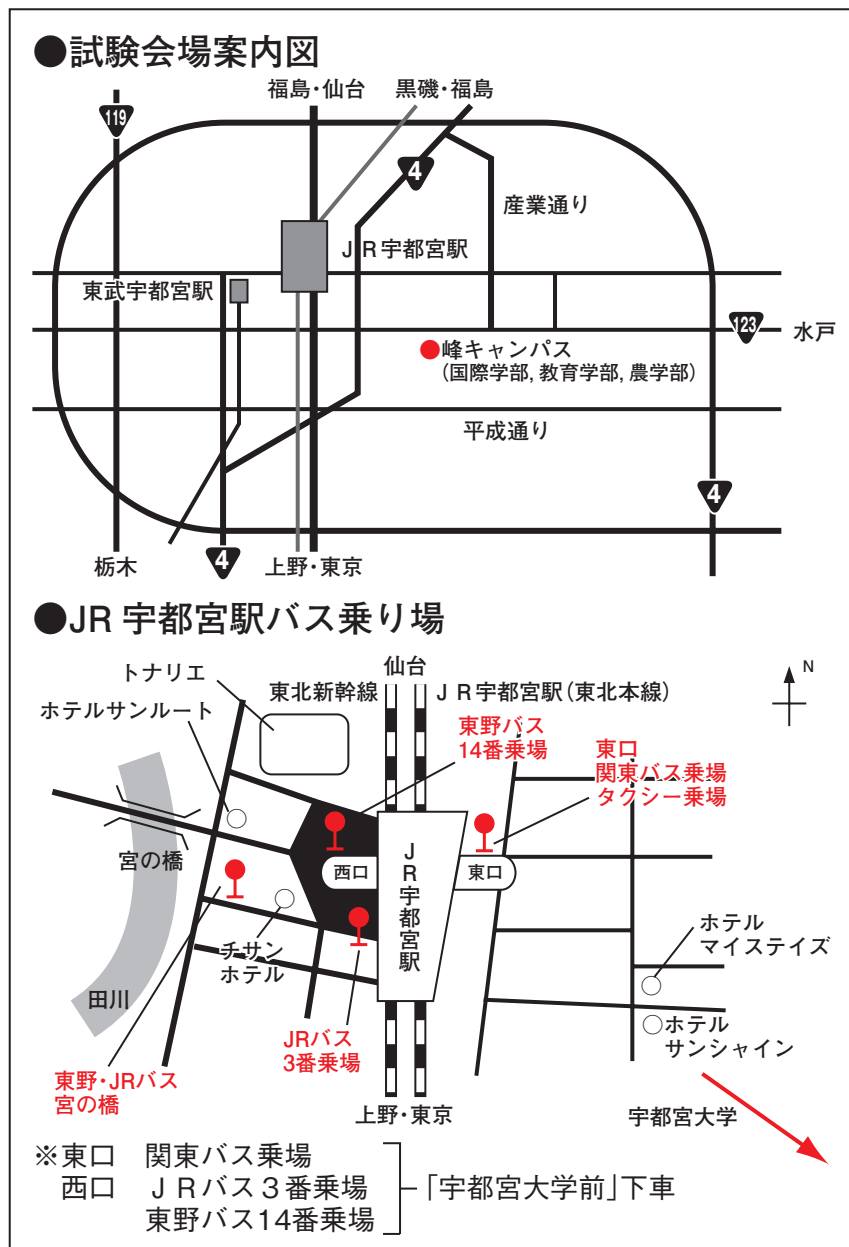 ●試験会場案内図
福島・仙台
黒磯・福島
119
4
産業通り
JR宇都宮駅
東武宇都宮駅
123
水戸
●峰キャンパス
(国際学部, 教育学部, 農学部)
平成通り
4
4
栃木
上野・東京
●JR 宇都宮駅バス乗り場
トナリエ
仙台
N
東北新幹線
JR宇都宮駅(東北本線)
ホテルサンルート
東野バス
14番乗場
東口
関東バス乗場
タクシー乗場
宮の橋
西口
JR宇都宮駅
東口
チサン
ホテル
ホテル
マイステイズ
田川
ホテル
サンシャイン
JRバス
3番乗場
東野・JRバス
宮の橋
上野・東京
宇都宮大学
※東口 関東バス乗場
西口 JRバス3番乗場
東野バス14番乗場
「宇都宮大学前」下車